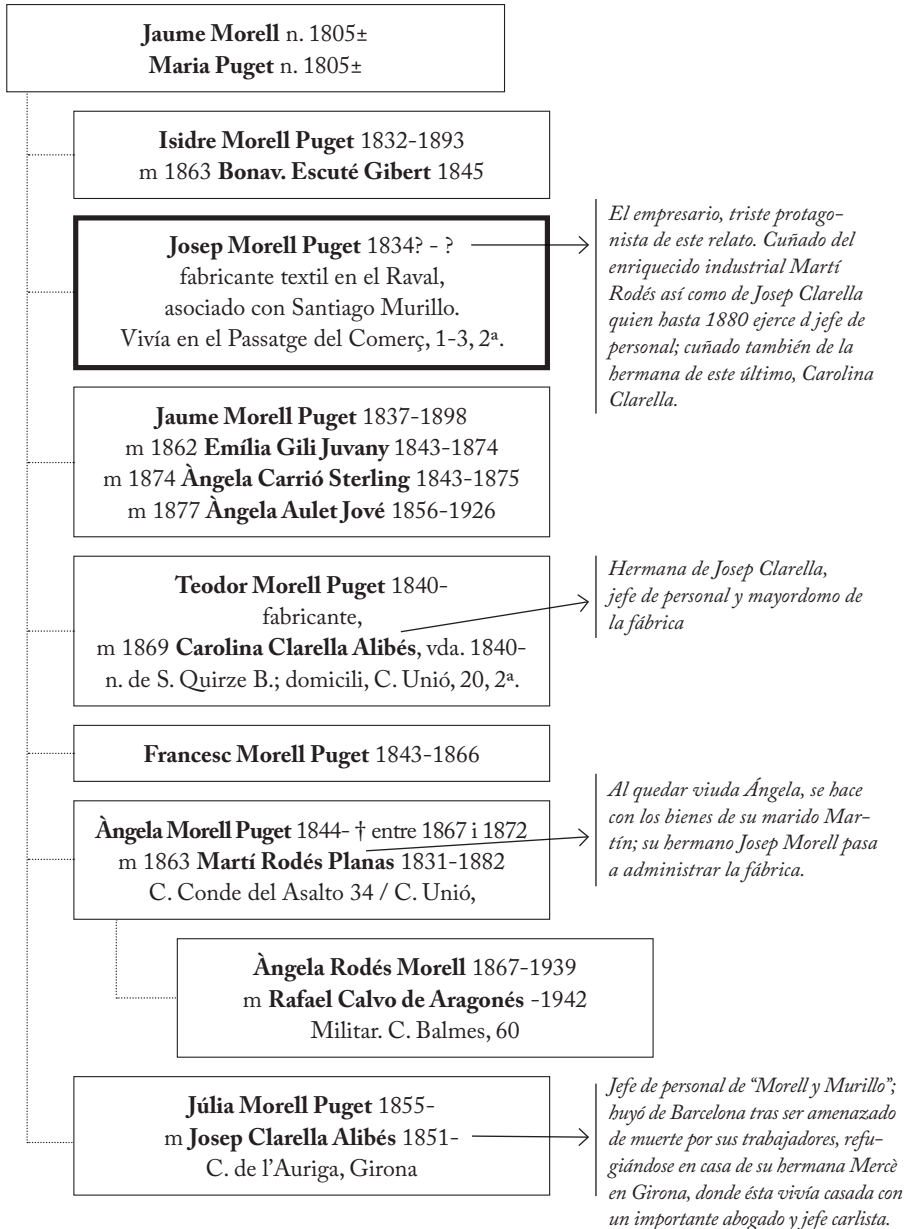 Jaume Morell n. 1805±
Maria Puget n. 1805±
Isidre Morell Puget 1832-1893
m 1863 Bonav. Escuté Gibert 1845
Josep Morell Puget 1834? - ?
fabricante textil en el Raval,
asociado con Santiago Murillo.
Vivía en el Passatge del Comerç, 1-3, 2ª.
El empresario, triste protago-
nista de este relato. Cuñado del
enriquecido industrial Martí
Rodés así como de Josep Clarella
quien hasta 1880 ejerce d jefe de
personal; cuñado también de la
hermana de este último, Carolina
Clarella.
Jaume Morell Puget 1837-1898
m 1862 Emília Gili Juvany 1843-1874
m 1874 Àngela Carrió Sterling 1843-1875
m 1877 Àngela Aulet Jové 1856-1926
Teodor Morell Puget 1840-
fabricante,
m 1869 Carolina Clarella Alibés, vda. 1840-
n. de S. Quirze B.; domicili, C. Unió, 20, 2ª.
Hermana de Josep Clarella,
jefe de personal y mayordomo de
la fábrica
Francesc Morell Puget 1843-1866
Àngela Morell Puget 1844- † entre 1867 i 1872
m 1863 Martí Rodés Planas 1831-1882
C. Conde del Asalto 34 / C. Unió,
Al quedar viuda Ángela, se hace
con los bienes de su marido Mar-
tín; su hermano Josep Morell pasa
a administrar la fábrica.
Àngela Rodés Morell 1867-1939
m Rafael Calvo de Aragonés -1942
Militar. C. Balmes, 60
Júlia Morell Puget 1855-
m Josep Clarella Alibés 1851-
C. de l'Auriga, Girona
Jefe de personal de “Morell y Murillo”;
huyó de Barcelona tras ser amenazado
de muerte por sus trabajadores, refu-
giándose en casa de su hermana Mercè
en Girona, donde ésta vivía casada con
un importante abogado y jefe carlista.